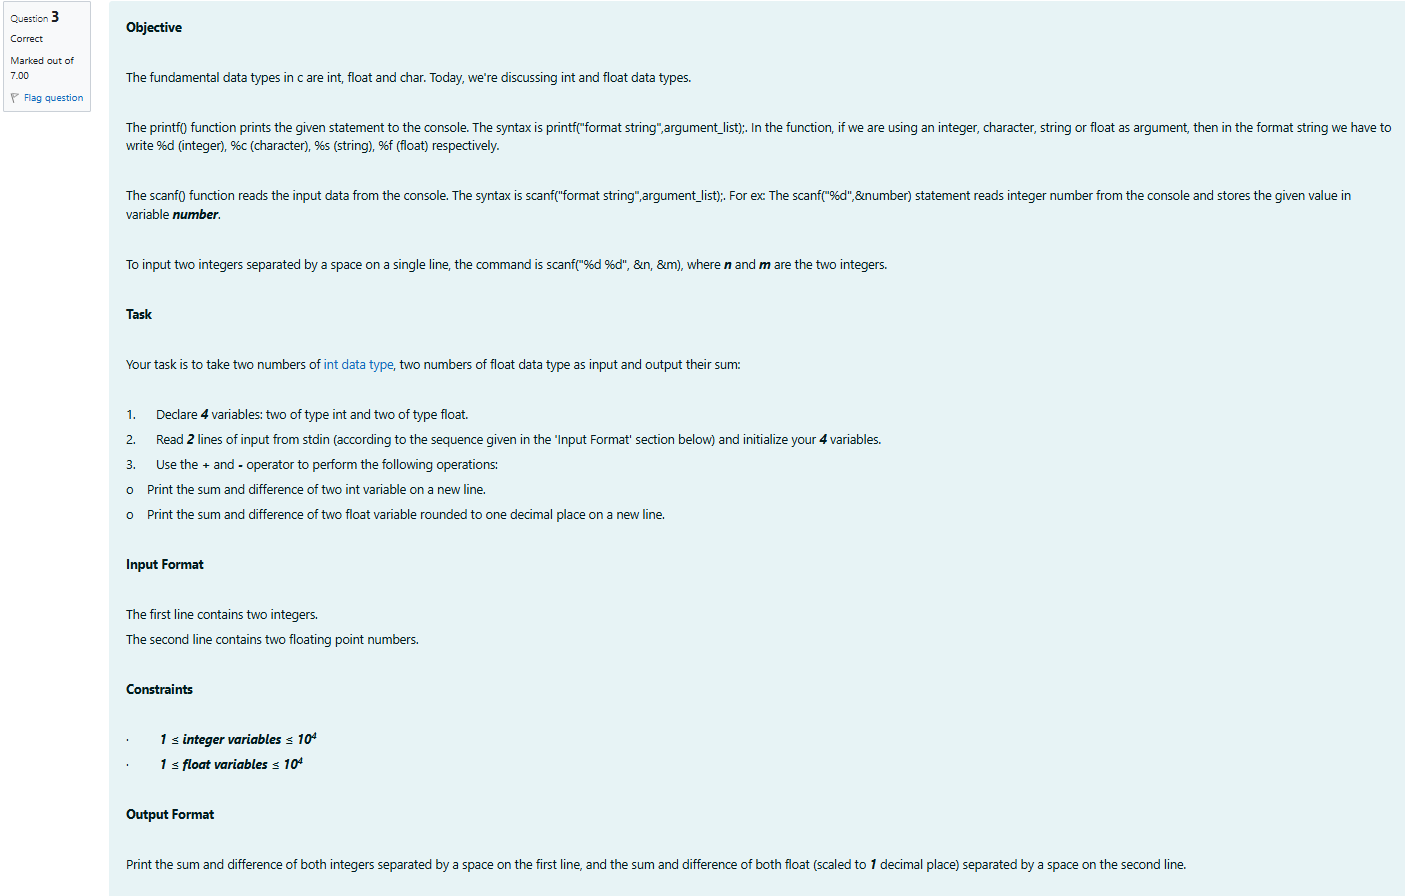 Question 3
Correct
Marked out of
7.00
Flag question
Objective
The fundamental data types in c are int, float and char. Today, we're discussing int and float data types.
The printf() function prints the given statement to the console. The syntax is printf("format string",argument_list);. In the function, if we are using an integer, character, string or float as argument, then in the format string we have to
write %d (integer), %c (character), %s (string), %f (float) respectively.
The scanf() function reads the input data from the console. The syntax is scanf("format string",argument_list);. For ex: The scanf("%d",&number) statement reads integer number from the console and stores the given value in
variable number.
To input two integers separated by a space on a single line, the command is scanf("%d %d", &n, &m), where n and m are the two integers.
Task
Your task is to take two numbers of int data type, two numbers of float data type as input and output their sum:
1. Declare 4 variables: two of type int and two of type float.
2. Read 2 lines of input from stdin (according to the sequence given in the 'Input Format' section below) and initialize your 4 variables.
3. Use the + and - operator to perform the following operations:
o Print the sum and difference of two int variable on a new line.
o Print the sum and difference of two float variable rounded to one decimal place on a new line.
Input Format
The first line contains two integers.
The second line contains two floating point numbers.
Constraints
· 1 ≤ integer variables ≤ 10⁴
· 1 ≤ float variables ≤ 10⁴
Output Format
Print the sum and difference of both integers separated by a space on the first line, and the sum and difference of both float (scaled to 1 decimal place) separated by a space on the second line.